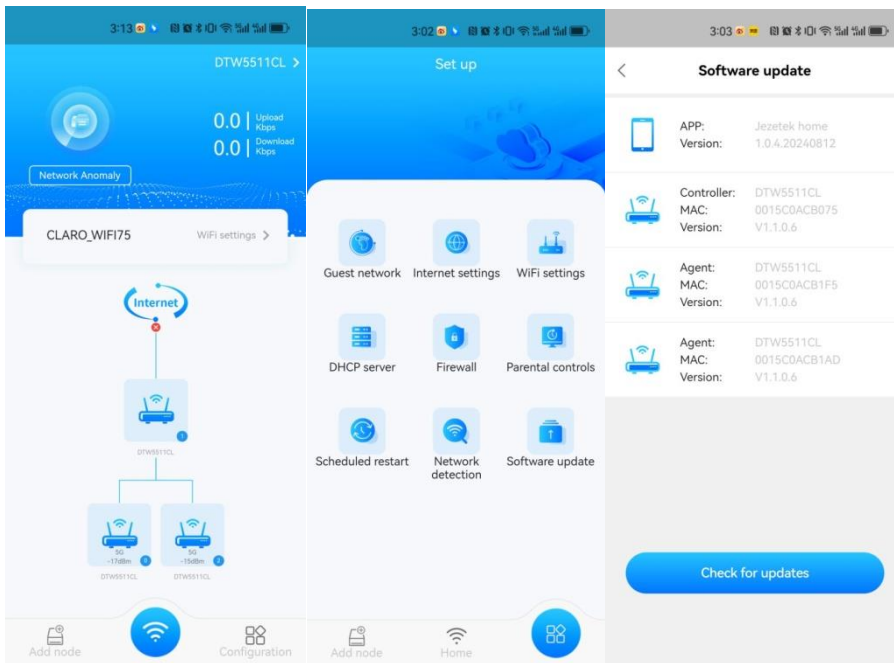 3:13
DTW5511CL >
0.0 | Upload Kbps
0.0 | Download Kbps
Network Anomaly
CLARO_WIFI75
WiFi settings >
Internet
1
DTW5511CL
5G
-17dBm
DTW5511CL
5G
-15dBm
2
DTW5511CL
Add node
Configuration
3:02
Set up
Guest network
Internet settings
WiFi settings
DHCP server
Firewall
Parental controls
Scheduled restart
Network
detection
Software update
Add node
Home
3:03
Software update
APP: Jezetek home
Version: 1.0.4.20240812
Controller: DTW5511CL
MAC: 0015C0ACB075
Version: V1.1.0.6
Agent: DTW5511CL
MAC: 0015C0ACB1F5
Version: V1.1.0.6
Agent: DTW5511CL
MAC: 0015C0ACB1AD
Version: V1.1.0.6
Check for updates